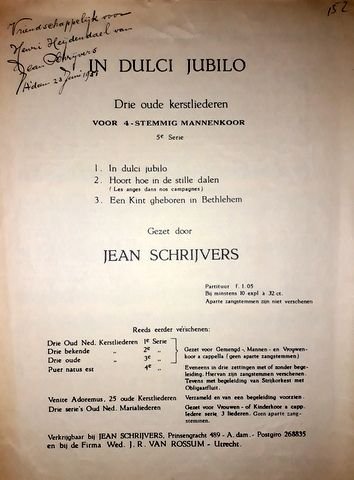 Vriendschappelijk voor
Henri Heydendael van
Jean Schrijvers
A'dam 23 Juni 1951
152
IN DULCI JUBILO
Drie oude kerstliederen
VOOR 4-STEMMIG MANNENKOOR
5e Serie
1. In dulci jubilo
2. Hoort hoe in de stille dalen
( Les anges dans nos campagnes )
3. Een Kint gheboren in Bethlehem
Gezet door
JEAN SCHRIJVERS
Partituur f. 1.05
Bij minstens 10 expl à 32 ct.
Aparte zangstemmen zijn niet verschenen
Reeds eerder verschenen:
Drie Oud Ned. Kerstliederen 1e Serie
Drie bekende „ 2e „
Drie oude „ 3e „
Gezet voor Gemengd-, Mannen- en Vrouwen-
koor a cappella (geen aparte zangstemmen)
Puer natus est 4e „
Eveneens in drie zettingen met of zonder bege-
leiding. Hiervan zijn zangstemmen verschenen.
Tevens met begeleiding van Strijkorkest met
Obligaatfluit.
Venite Adoremus, 25 oude Kerstliederen
Verzameld en van een begeleiding voorzien.
Drie serie's Oud Ned. Marialiederen
Gezet voor Vrouwen- of Kinderkoor a capp.
Iedere serie, 3 liederen. Geen aparte zang-
stemmen.
Verkrijgbaar bij JEAN SCHRIJVERS, Prinsengracht 489 - A. dam. - Postgiro 268835
en bij de Firma Wed. J. R. VAN ROSSUM - Utrecht.